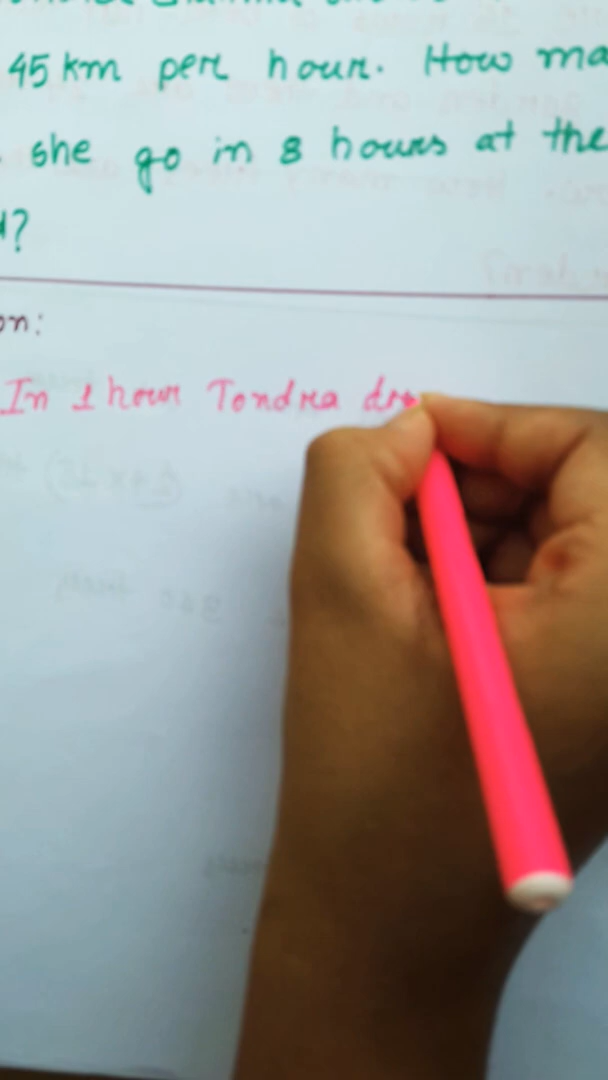 45 km per hour. How ma
she go in 8 hours at the
?
on:
In 1 hour Tondra dr